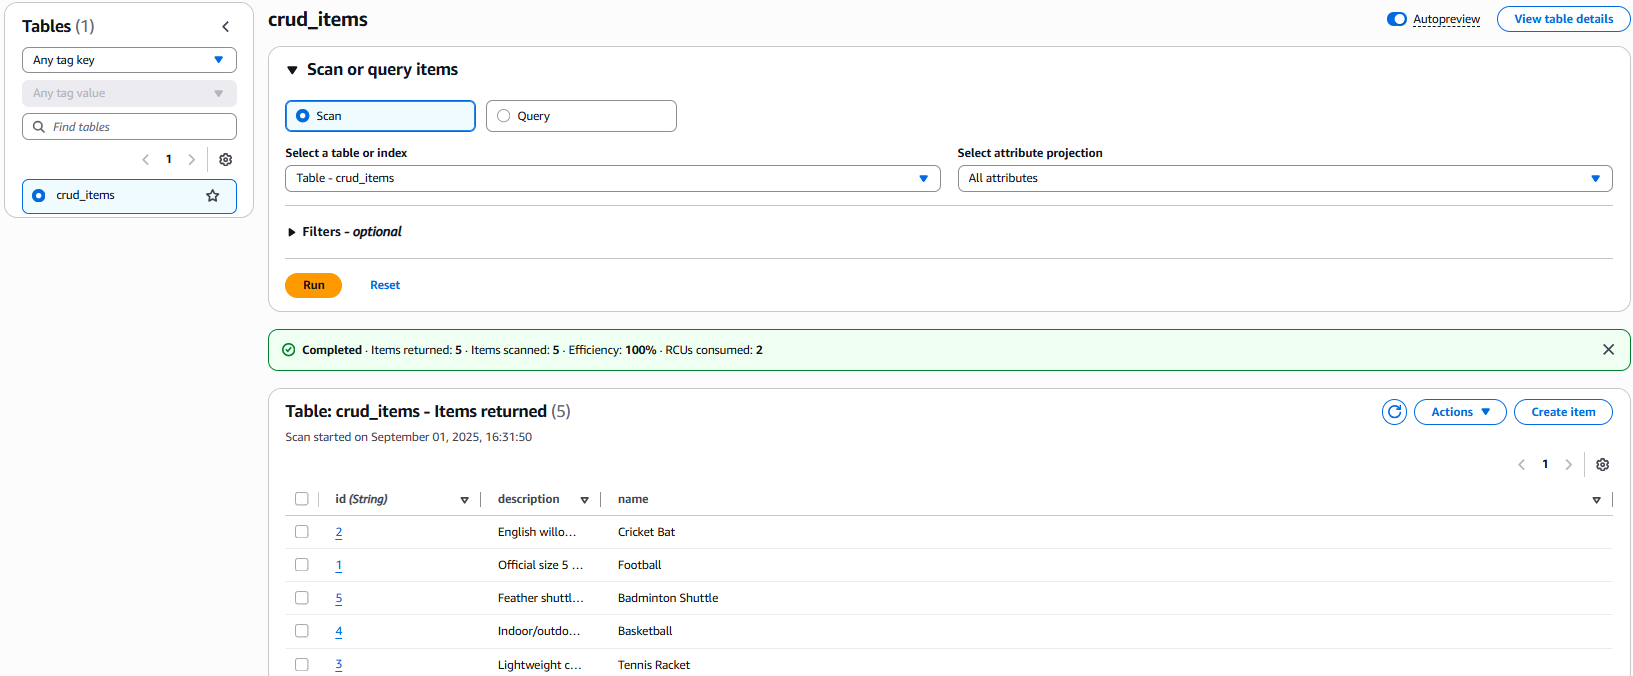 Tables (1)
Any tag key
Any tag value
Find tables
1
crud_items
crud_items
Autopreview
View table details
Scan or query items
Scan
Query
Select a table or index
Select attribute projection
Table - crud_items
All attributes
Filters - optional
Run
Reset
Completed · Items returned: 5 · Items scanned: 5 · Efficiency: 100% · RCUs consumed: 2
Table: crud_items - Items returned (5)
Actions
Create item
Scan started on September 01, 2025, 16:31:50
1
id (String) description name
2 English willo... Cricket Bat
1 Official size 5 ... Football
5 Feather shuttl... Badminton Shuttle
4 Indoor/outdo... Basketball
3 Lightweight c... Tennis Racket